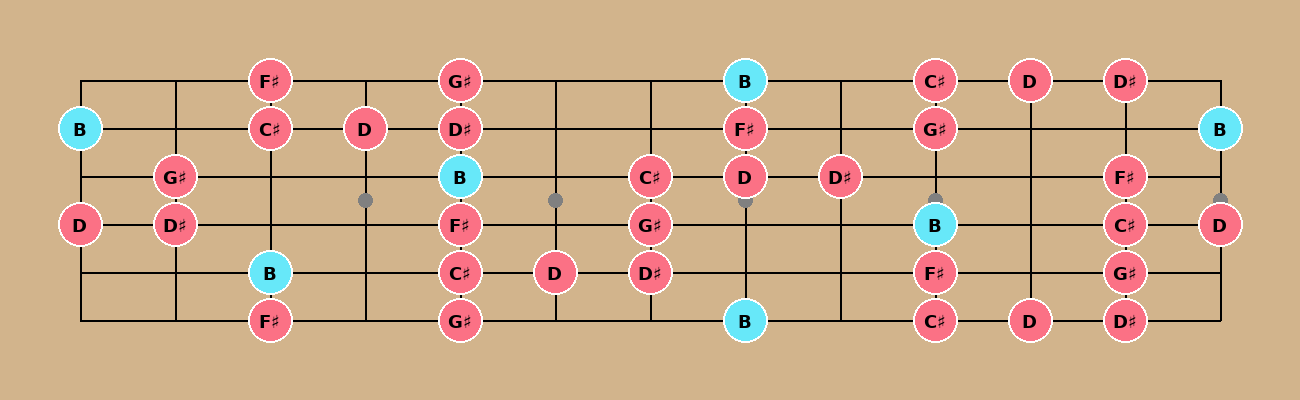 F♯ G♯ B C♯ D D♯
B C♯ D D♯ F♯ G♯ B
G♯ B C♯ D D♯ F♯
D D♯ F♯ G♯ B C♯ D
B C♯ D D♯ F♯ G♯
F♯ G♯ B C♯ D D♯